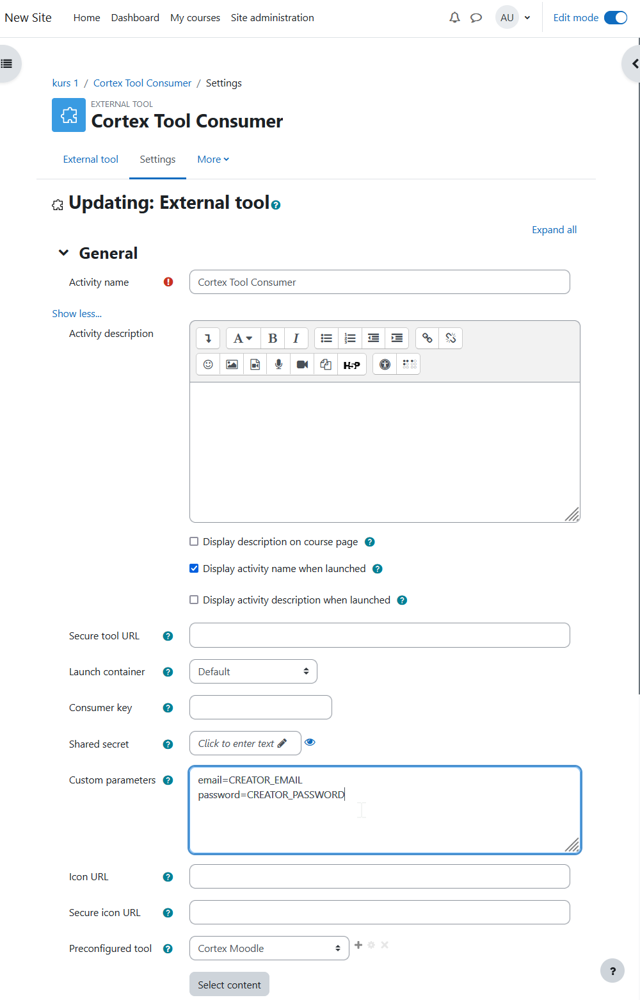 New Site Home Dashboard My courses Site administration AU Edit mode
kurs 1 / Cortex Tool Consumer / Settings
EXTERNAL TOOL
Cortex Tool Consumer
External tool Settings More
Updating: External tool
Expand all
General
Activity name Cortex Tool Consumer
Show less...
Activity description
A B I
H5P
Display description on course page
Display activity name when launched
Display activity description when launched
Secure tool URL
Launch container Default
Consumer key
Shared secret Click to enter text
Custom parameters email=CREATOR_EMAIL
password=CREATOR_PASSWORD
Icon URL
Secure icon URL
Preconfigured tool Cortex Moodle
Select content